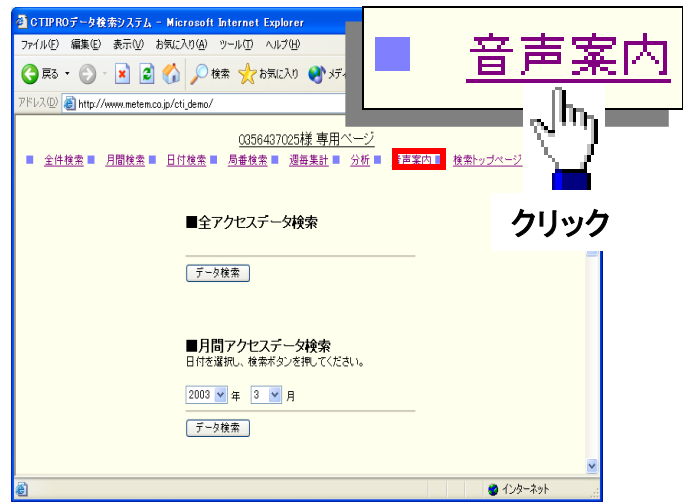 CTIPROデータ検索システム - Microsoft Internet Explorer
ファイル(F) 編集(E) 表示(V) お気に入り(A) ツール(T) ヘルプ(H)
戻る 検索 お気に入り メディ
アドレス(D) http://www.metem.co.jp/cti_demo/
音声案内
クリック
0356437025様 専用ページ
■ 全件検索 ■ 月間検索 ■ 日付検索 ■ 局番検索 ■ 週毎集計 ■ 分析 ■ 音声案内 ■ 検索トップページ
■全アクセスデータ検索
データ検索
■月間アクセスデータ検索
日付を選択し、検索ボタンを押してください。
2003 年 3 月
データ検索
インターネット